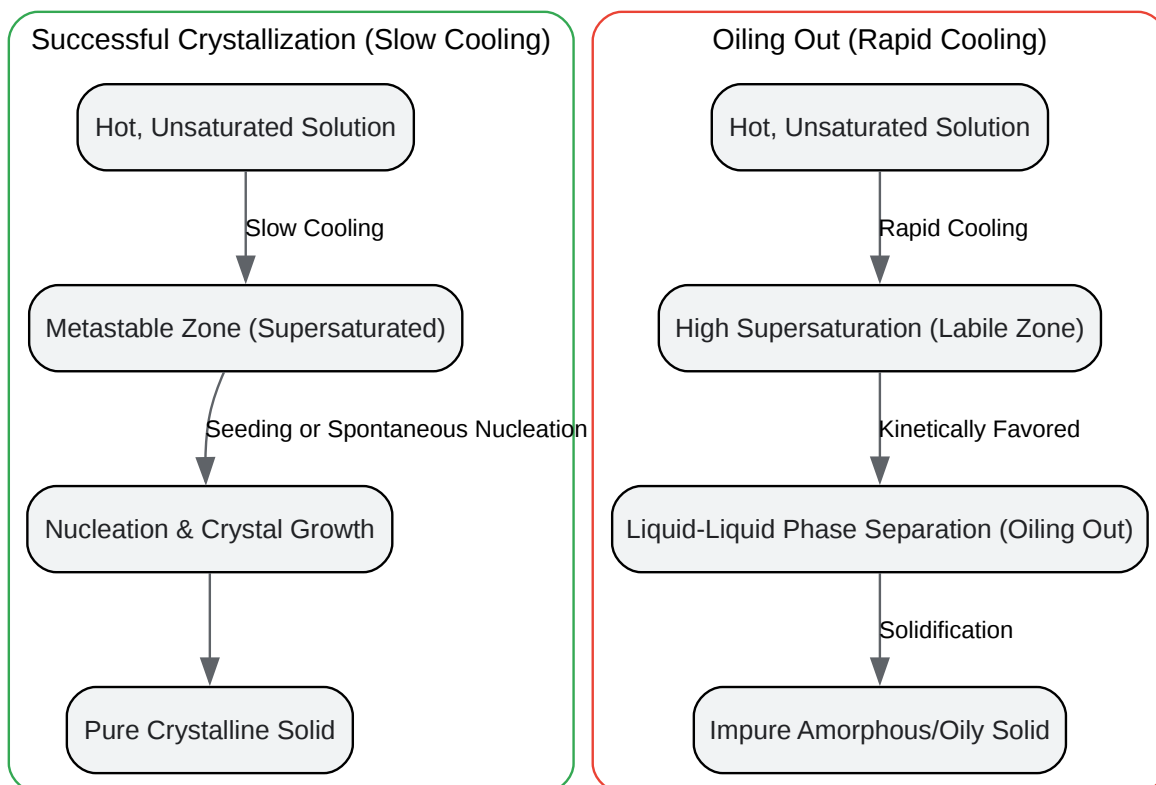 Successful Crystallization (Slow Cooling)
Hot, Unsaturated Solution
Slow Cooling
Metastable Zone (Supersaturated)
Seeding or Spontaneous Nucleation
Nucleation & Crystal Growth
Pure Crystalline Solid
Oiling Out (Rapid Cooling)
Hot, Unsaturated Solution
Rapid Cooling
High Supersaturation (Labile Zone)
Kinetically Favored
Liquid-Liquid Phase Separation (Oiling Out)
Solidification
Impure Amorphous/Oily Solid